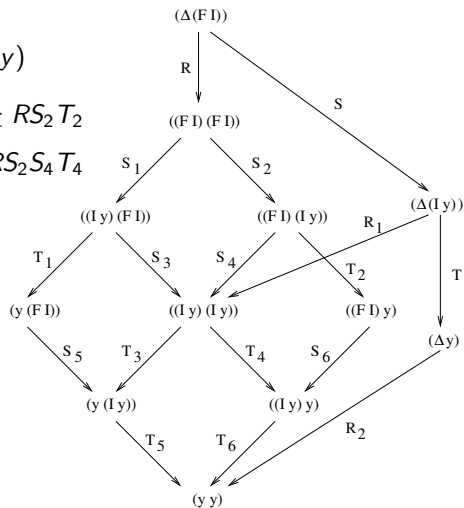 (Δ(F I))
y)
R
S
RS₂T₂
((F I) (F I))
RS₂S₄T₄
S₁
S₂
((I y) (F I))
((F I) (I y))
(Δ(I y))
R₁
T₁
S₃
S₄
T₂
T
(y (F I))
((I y) (I y))
((F I) y)
(Δ y)
S₅
T₃
T₄
S₆
(y (I y))
((I y) y)
R₂
T₅
T₆
(y y)